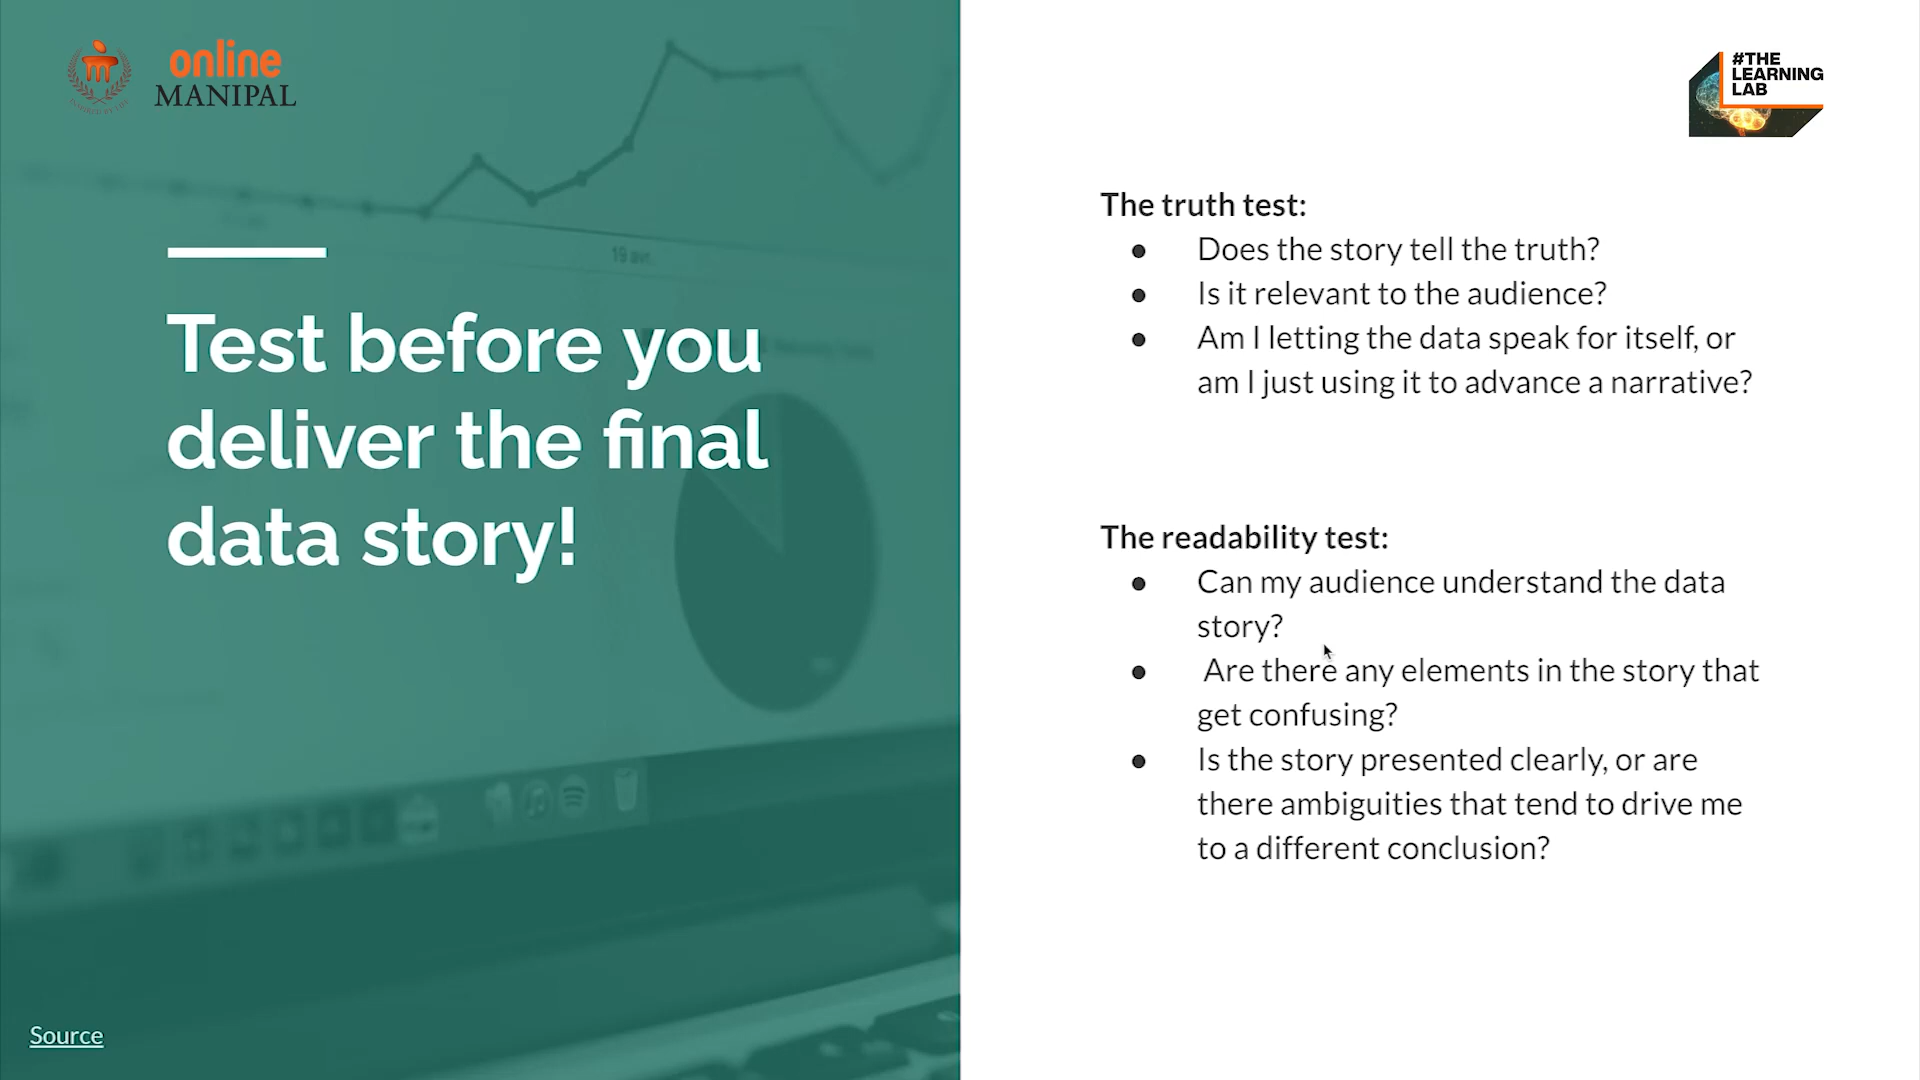 online
MANIPAL
#THE
LEARNING
LAB
19 avr.
Test before you
deliver the final
data story!
The truth test:
● Does the story tell the truth?
● Is it relevant to the audience?
● Am I letting the data speak for itself, or
am I just using it to advance a narrative?
The readability test:
● Can my audience understand the data
story?
● Are there any elements in the story that
get confusing?
● Is the story presented clearly, or are
there ambiguities that tend to drive me
to a different conclusion?
Source